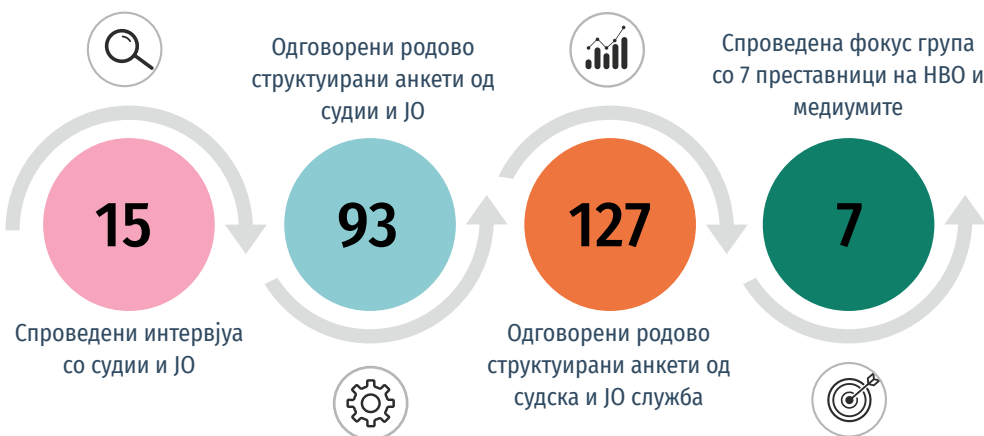 15
Спроведени интервјуа
со судии и ЈО
Одговорени родово
структуирани анкети од
судии и ЈО
93
127
Одговорени родово
структуирани анкети од
судска и ЈО служба
Спроведена фокус група
со 7 преставници на НВО и
медиумите
7